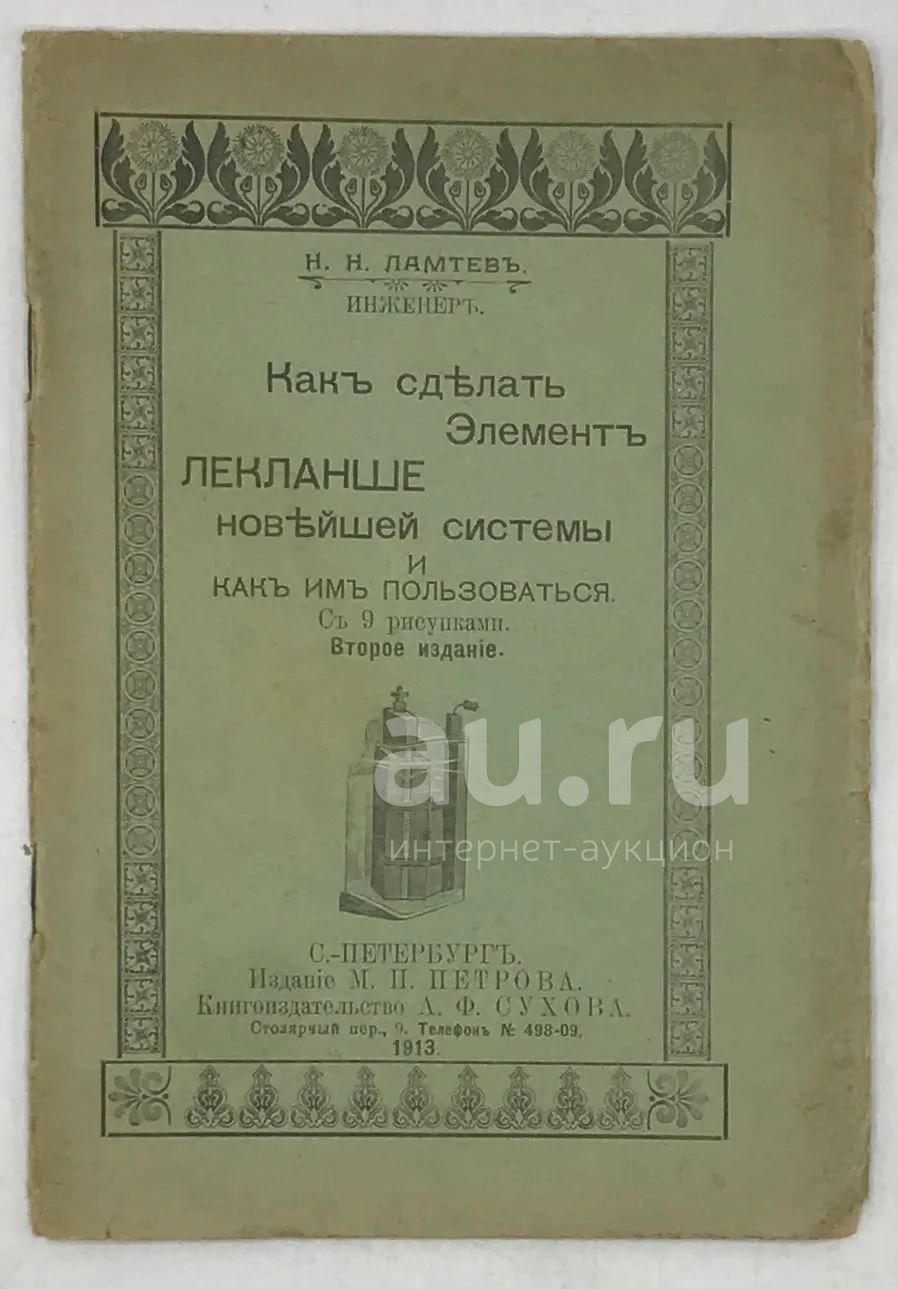 Н. Н. ЛАМТЕВЪ.
ИНЖЕНЕРЪ.
Какъ сдѣлать
Элементъ
ЛЕКЛАНШЕ
новѣйшей системы
и
какъ имъ пользоваться.
Съ 9 рисунками.
Второе изданіе.
au.ru
интернет-аукцион
С.-ПЕТЕРБУРГЪ.
Изданіе М. П. ПЕТРОВА.
Книгоиздательство А. Ф. СУХОВА.
Столярный пер., 9. Телефонъ № 498-09.
1913.